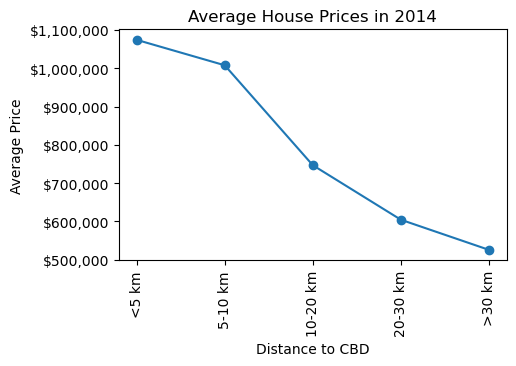 Average House Prices in 2014
$1,100,000
$1,000,000
$900,000
$800,000
$700,000
$600,000
$500,000
Average Price
<5 km
5-10 km
10-20 km
20-30 km
>30 km
Distance to CBD